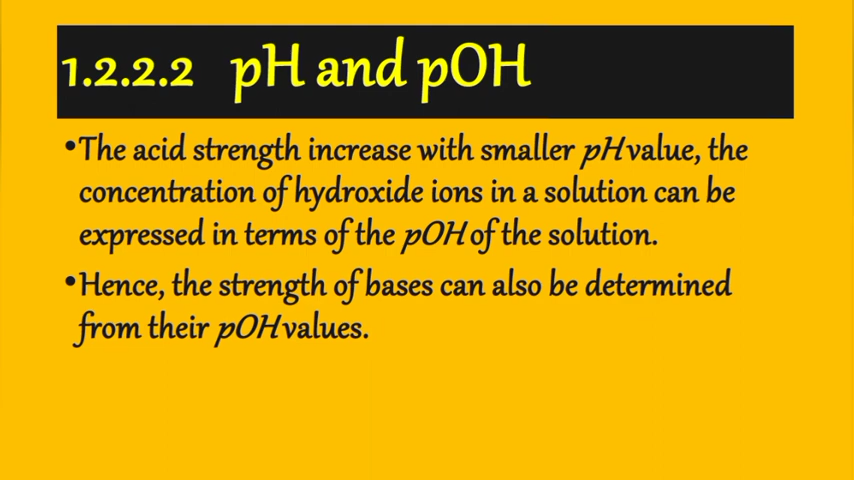 1.2.2.2 pH and pOH
•The acid strength increase with smaller pH value, the
concentration of hydroxide ions in a solution can be
expressed in terms of the pOH of the solution.
•Hence, the strength of bases can also be determined
from their pOH values.